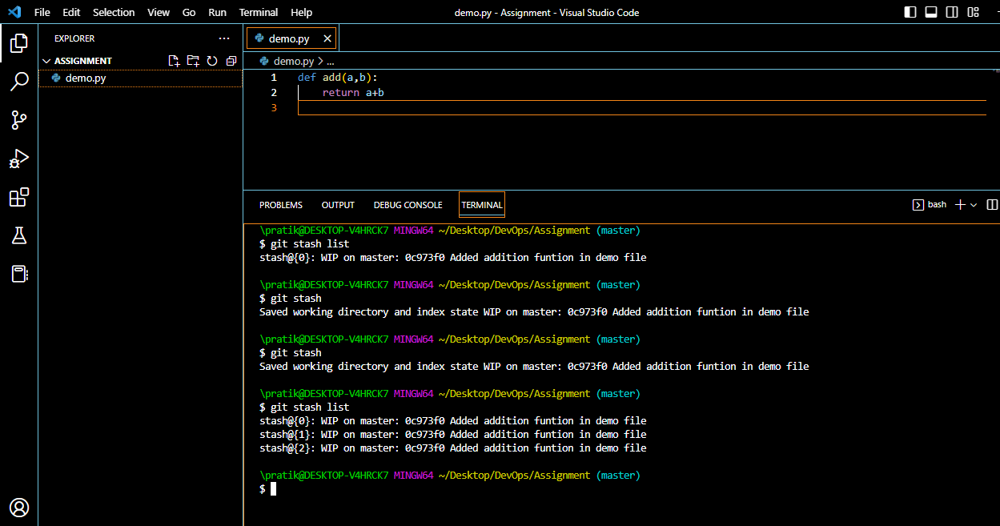 File Edit Selection View Go Run Terminal Help
demo.py - Assignment - Visual Studio Code
EXPLORER
ASSIGNMENT
demo.py
demo.py
demo.py > ...
1 def add(a,b):
2 return a+b
3
PROBLEMS OUTPUT DEBUG CONSOLE TERMINAL
bash
\pratik@DESKTOP-V4HRCK7 MINGW64 ~/Desktop/DevOps/Assignment (master)
$ git stash list
stash@{0}: WIP on master: 0c973f0 Added addition funtion in demo file
\pratik@DESKTOP-V4HRCK7 MINGW64 ~/Desktop/DevOps/Assignment (master)
$ git stash
Saved working directory and index state WIP on master: 0c973f0 Added addition funtion in demo file
\pratik@DESKTOP-V4HRCK7 MINGW64 ~/Desktop/DevOps/Assignment (master)
$ git stash
Saved working directory and index state WIP on master: 0c973f0 Added addition funtion in demo file
\pratik@DESKTOP-V4HRCK7 MINGW64 ~/Desktop/DevOps/Assignment (master)
$ git stash list
stash@{0}: WIP on master: 0c973f0 Added addition funtion in demo file
stash@{1}: WIP on master: 0c973f0 Added addition funtion in demo file
stash@{2}: WIP on master: 0c973f0 Added addition funtion in demo file
\pratik@DESKTOP-V4HRCK7 MINGW64 ~/Desktop/DevOps/Assignment (master)
$